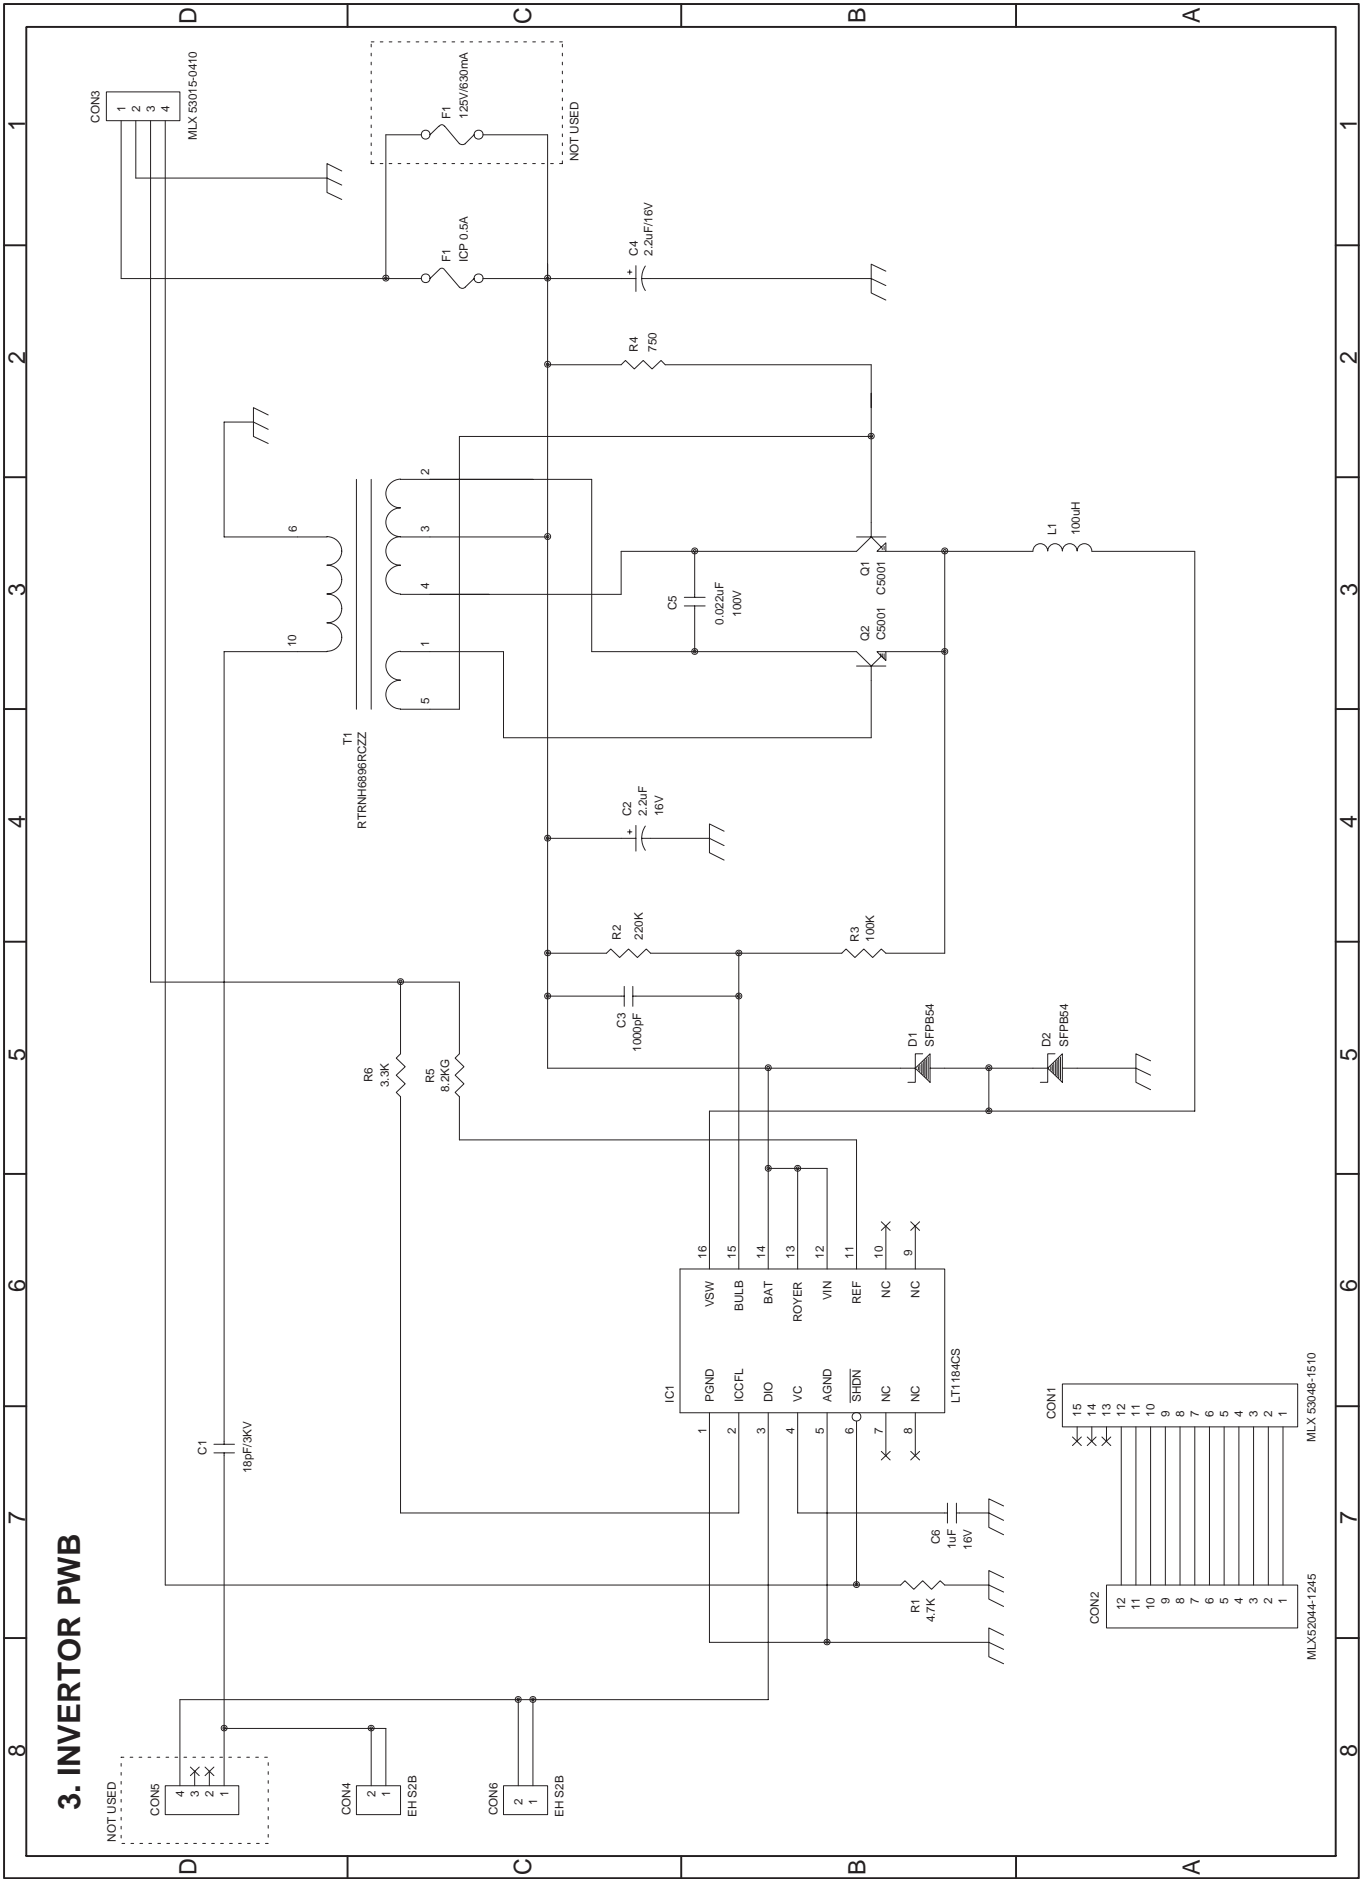 3. INVERTOR PWB
8
7
6
5
4
3
2
1
D
C
B
A
D
C
B
A
8
7
6
5
4
3
2
1
NOT USED
CON5
4
3
2
1
CON4
2
1
EH S2B
CON6
2
1
EH S2B
C1
18pF/3KV
T1
RTRNH6896RCZZ
10
6
5
1
4
3
2
CON3
1
2
3
4
MLX 53015-0410
F1
ICP 0.5A
F1
125V/630mA
NOT USED
R6
3.3K
R5
8.2KG
C3
1000pF
R2
220K
R3
100K
C2
2.2uF
16V
C5
0.022uF
100V
Q2
C5001
Q1
C5001
R4
750
C4
2.2uF/16V
L1
100uH
D1
SFPB54
D2
SFPB54
IC1
1
PGND
VSW
16
2
ICCFL
BULB
15
3
DIO
BAT
14
4
VC
ROYER
13
5
AGND
VIN
12
6
SHDN
REF
11
7
NC
NC
10
8
NC
NC
9
LT1184CS
C6
1uF
16V
R1
4.7K
CON2
12
11
10
9
8
7
6
5
4
3
2
1
MLX52044-1245
CON1
15
14
13
12
11
10
9
8
7
6
5
4
3
2
1
MLX 53048-1510